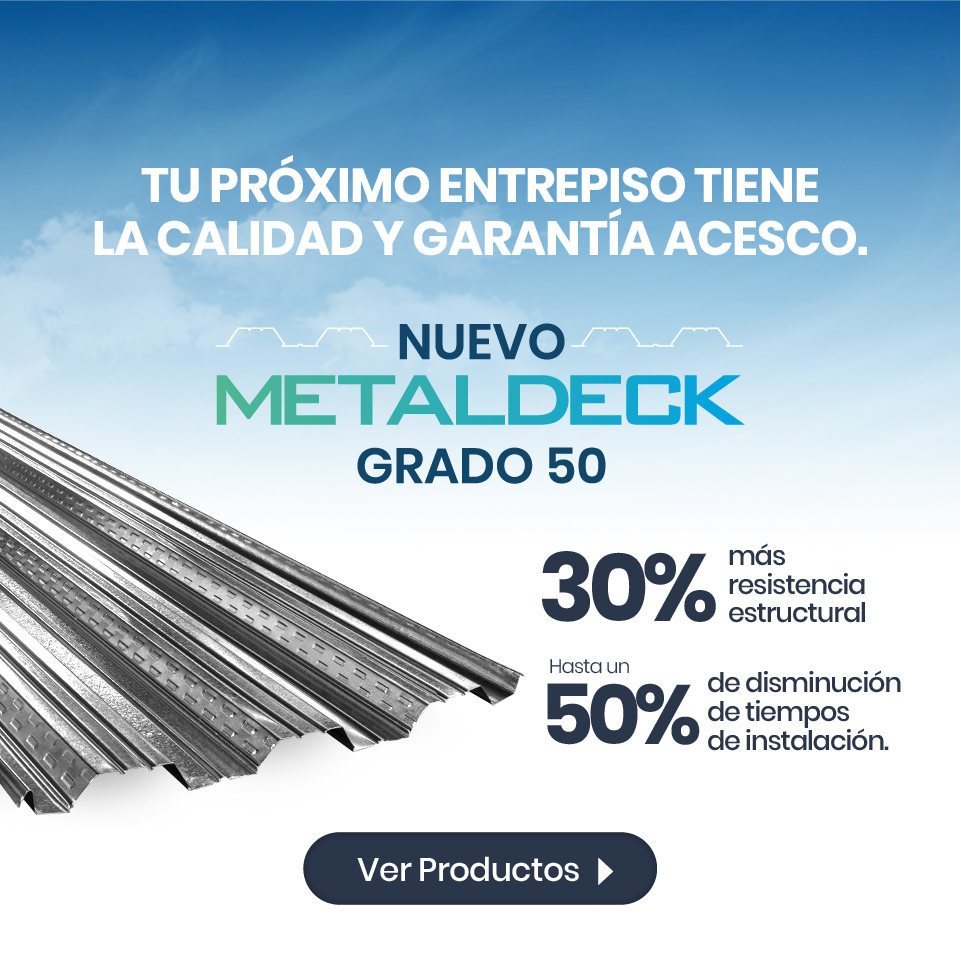 TU PRÓXIMO ENTREPISO TIENE
LA CALIDAD Y GARANTÍA ACESCO.
NUEVO
METALDECK
GRADO 50
30% más
resistencia
estructural
Hasta un
50% de disminución
de tiempos
de instalación.
Ver Productos